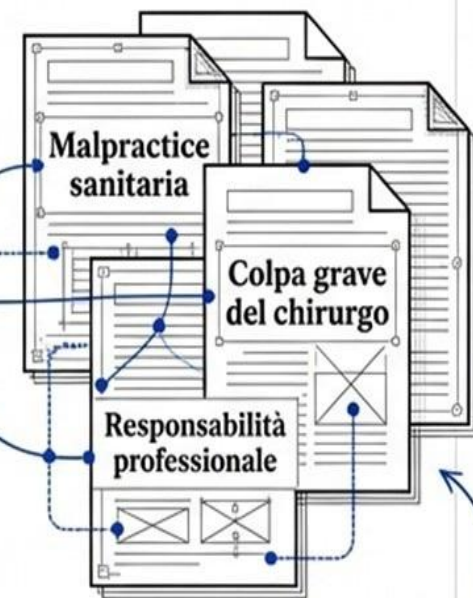 Malpractice
sanitaria
Colpa grave
del chirurgo
Responsabilità
professionale